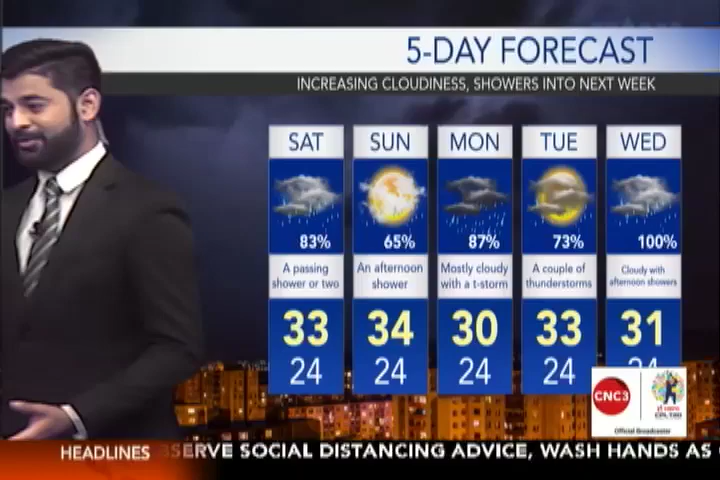 5-DAY FORECAST
INCREASING CLOUDINESS, SHOWERS INTO NEXT WEEK
SAT SUN MON TUE WED
83% 65% 87% 73% 100%
A passing An afternoon Mostly cloudy A couple of Cloudy with
shower or two shower with a t-storm thunderstorms afternoon showers
33 34 30 33 31
24 24 24 24 24
CNC3
Official Broadcaster
HEADLINES SERVE SOCIAL DISTANCING ADVICE, WASH HANDS AS